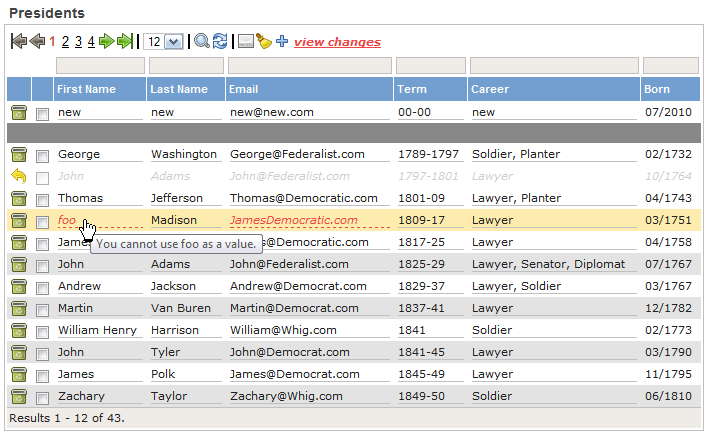 Presidents
1 2 3 4 12 view changes
First Name Last Name Email Term Career Born
new new new@new.com 00-00 new 07/2010
George Washington George@Federalist.com 1789-1797 Soldier, Planter 02/1732
John Adams John@Federalist.com 1797-1801 Lawyer 10/1764
Thomas Jefferson Thomas@Democratic.com 1801-09 Lawyer, Planter 04/1743
foo Madison JamesDemocratic.com 1809-17 Lawyer 03/1751
James @Democratic.com 1817-25 Lawyer 04/1758
You cannot use foo as a value.
John Adams John@Federalist.com 1825-29 Lawyer, Senator, Diplomat 07/1767
Andrew Jackson Andrew@Democrat.com 1829-37 Lawyer, Soldier 03/1767
Martin Van Buren Martin@Democrat.com 1837-41 Lawyer 12/1782
William Henry Harrison William@Whig.com 1841 Soldier 02/1773
John Tyler John@Democrat.com 1841-45 Lawyer 03/1790
James Polk James@Democrat.com 1845-49 Lawyer 11/1795
Zachary Taylor Zachary@Whig.com 1849-50 Soldier 06/1810
Results 1 - 12 of 43.